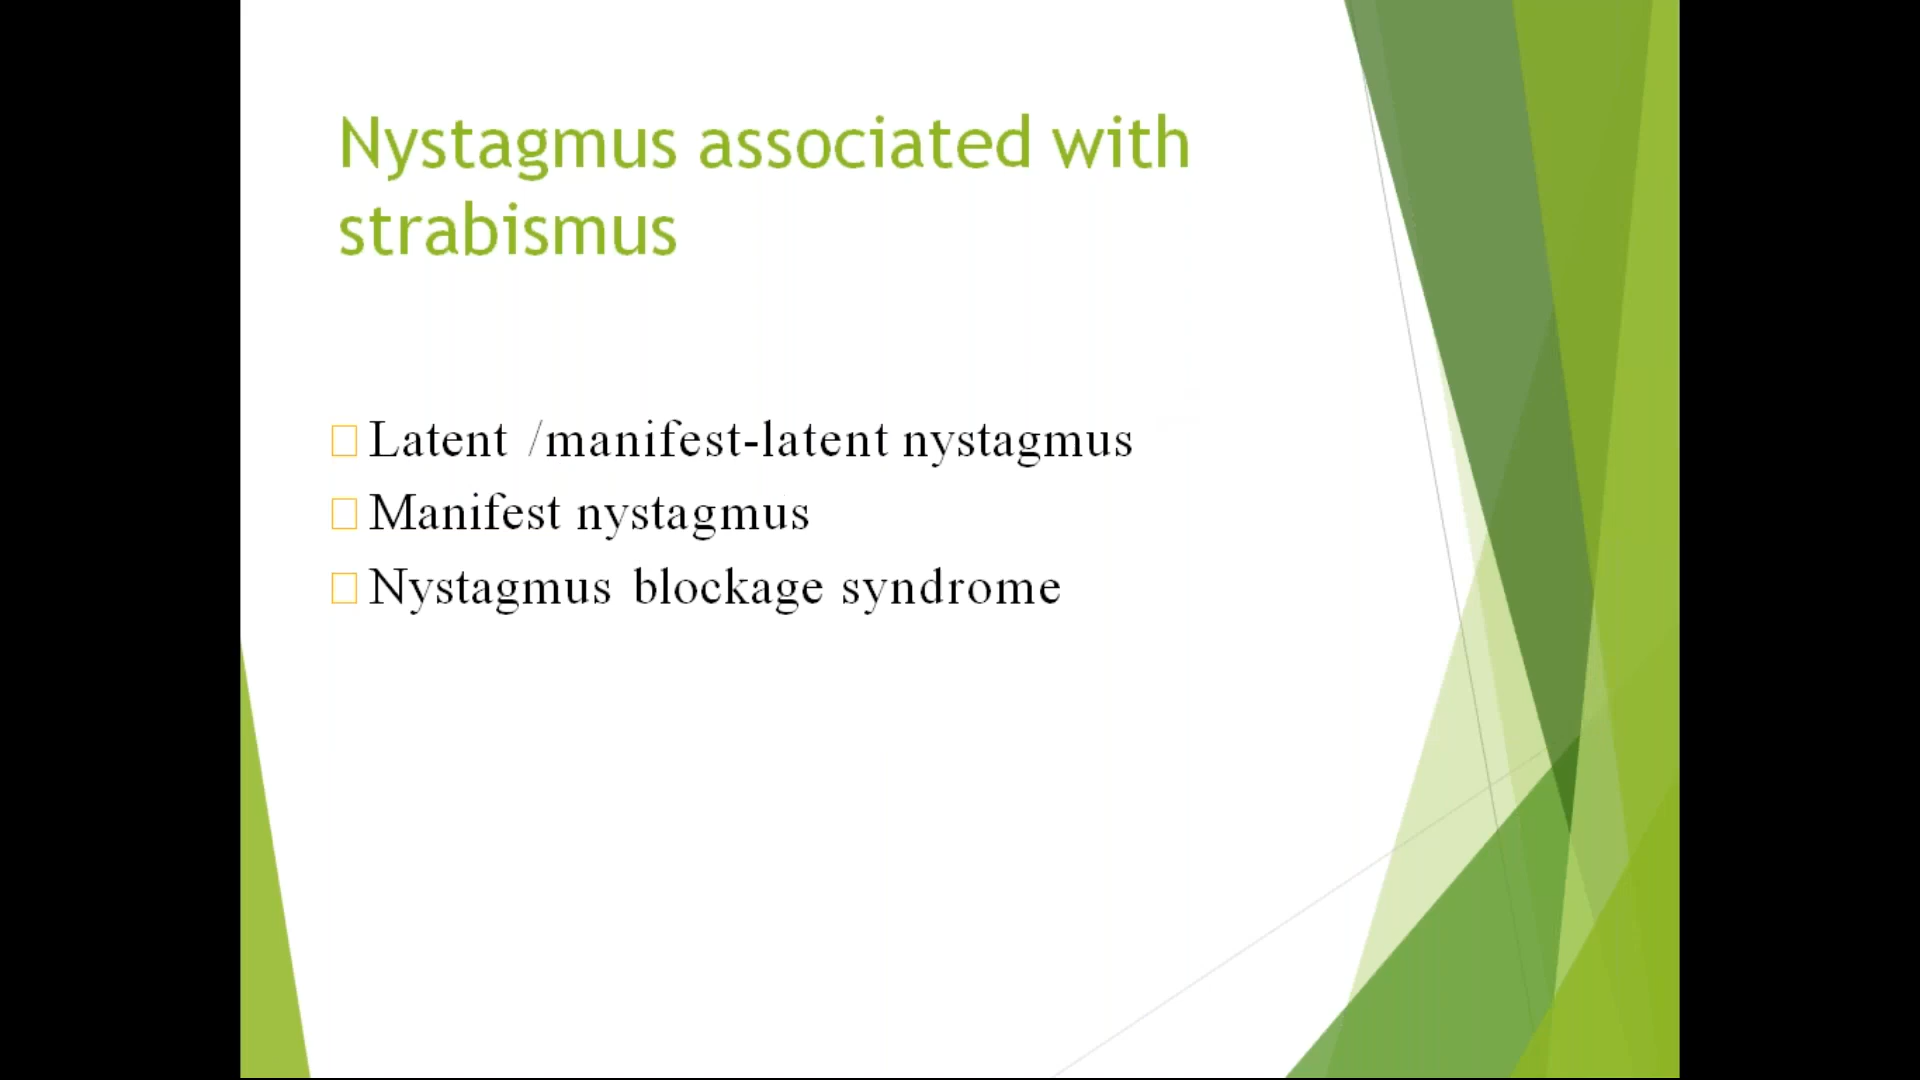 Nystagmus associated with
strabismus
Latent /manifest-latent nystagmus
Manifest nystagmus
Nystagmus blockage syndrome